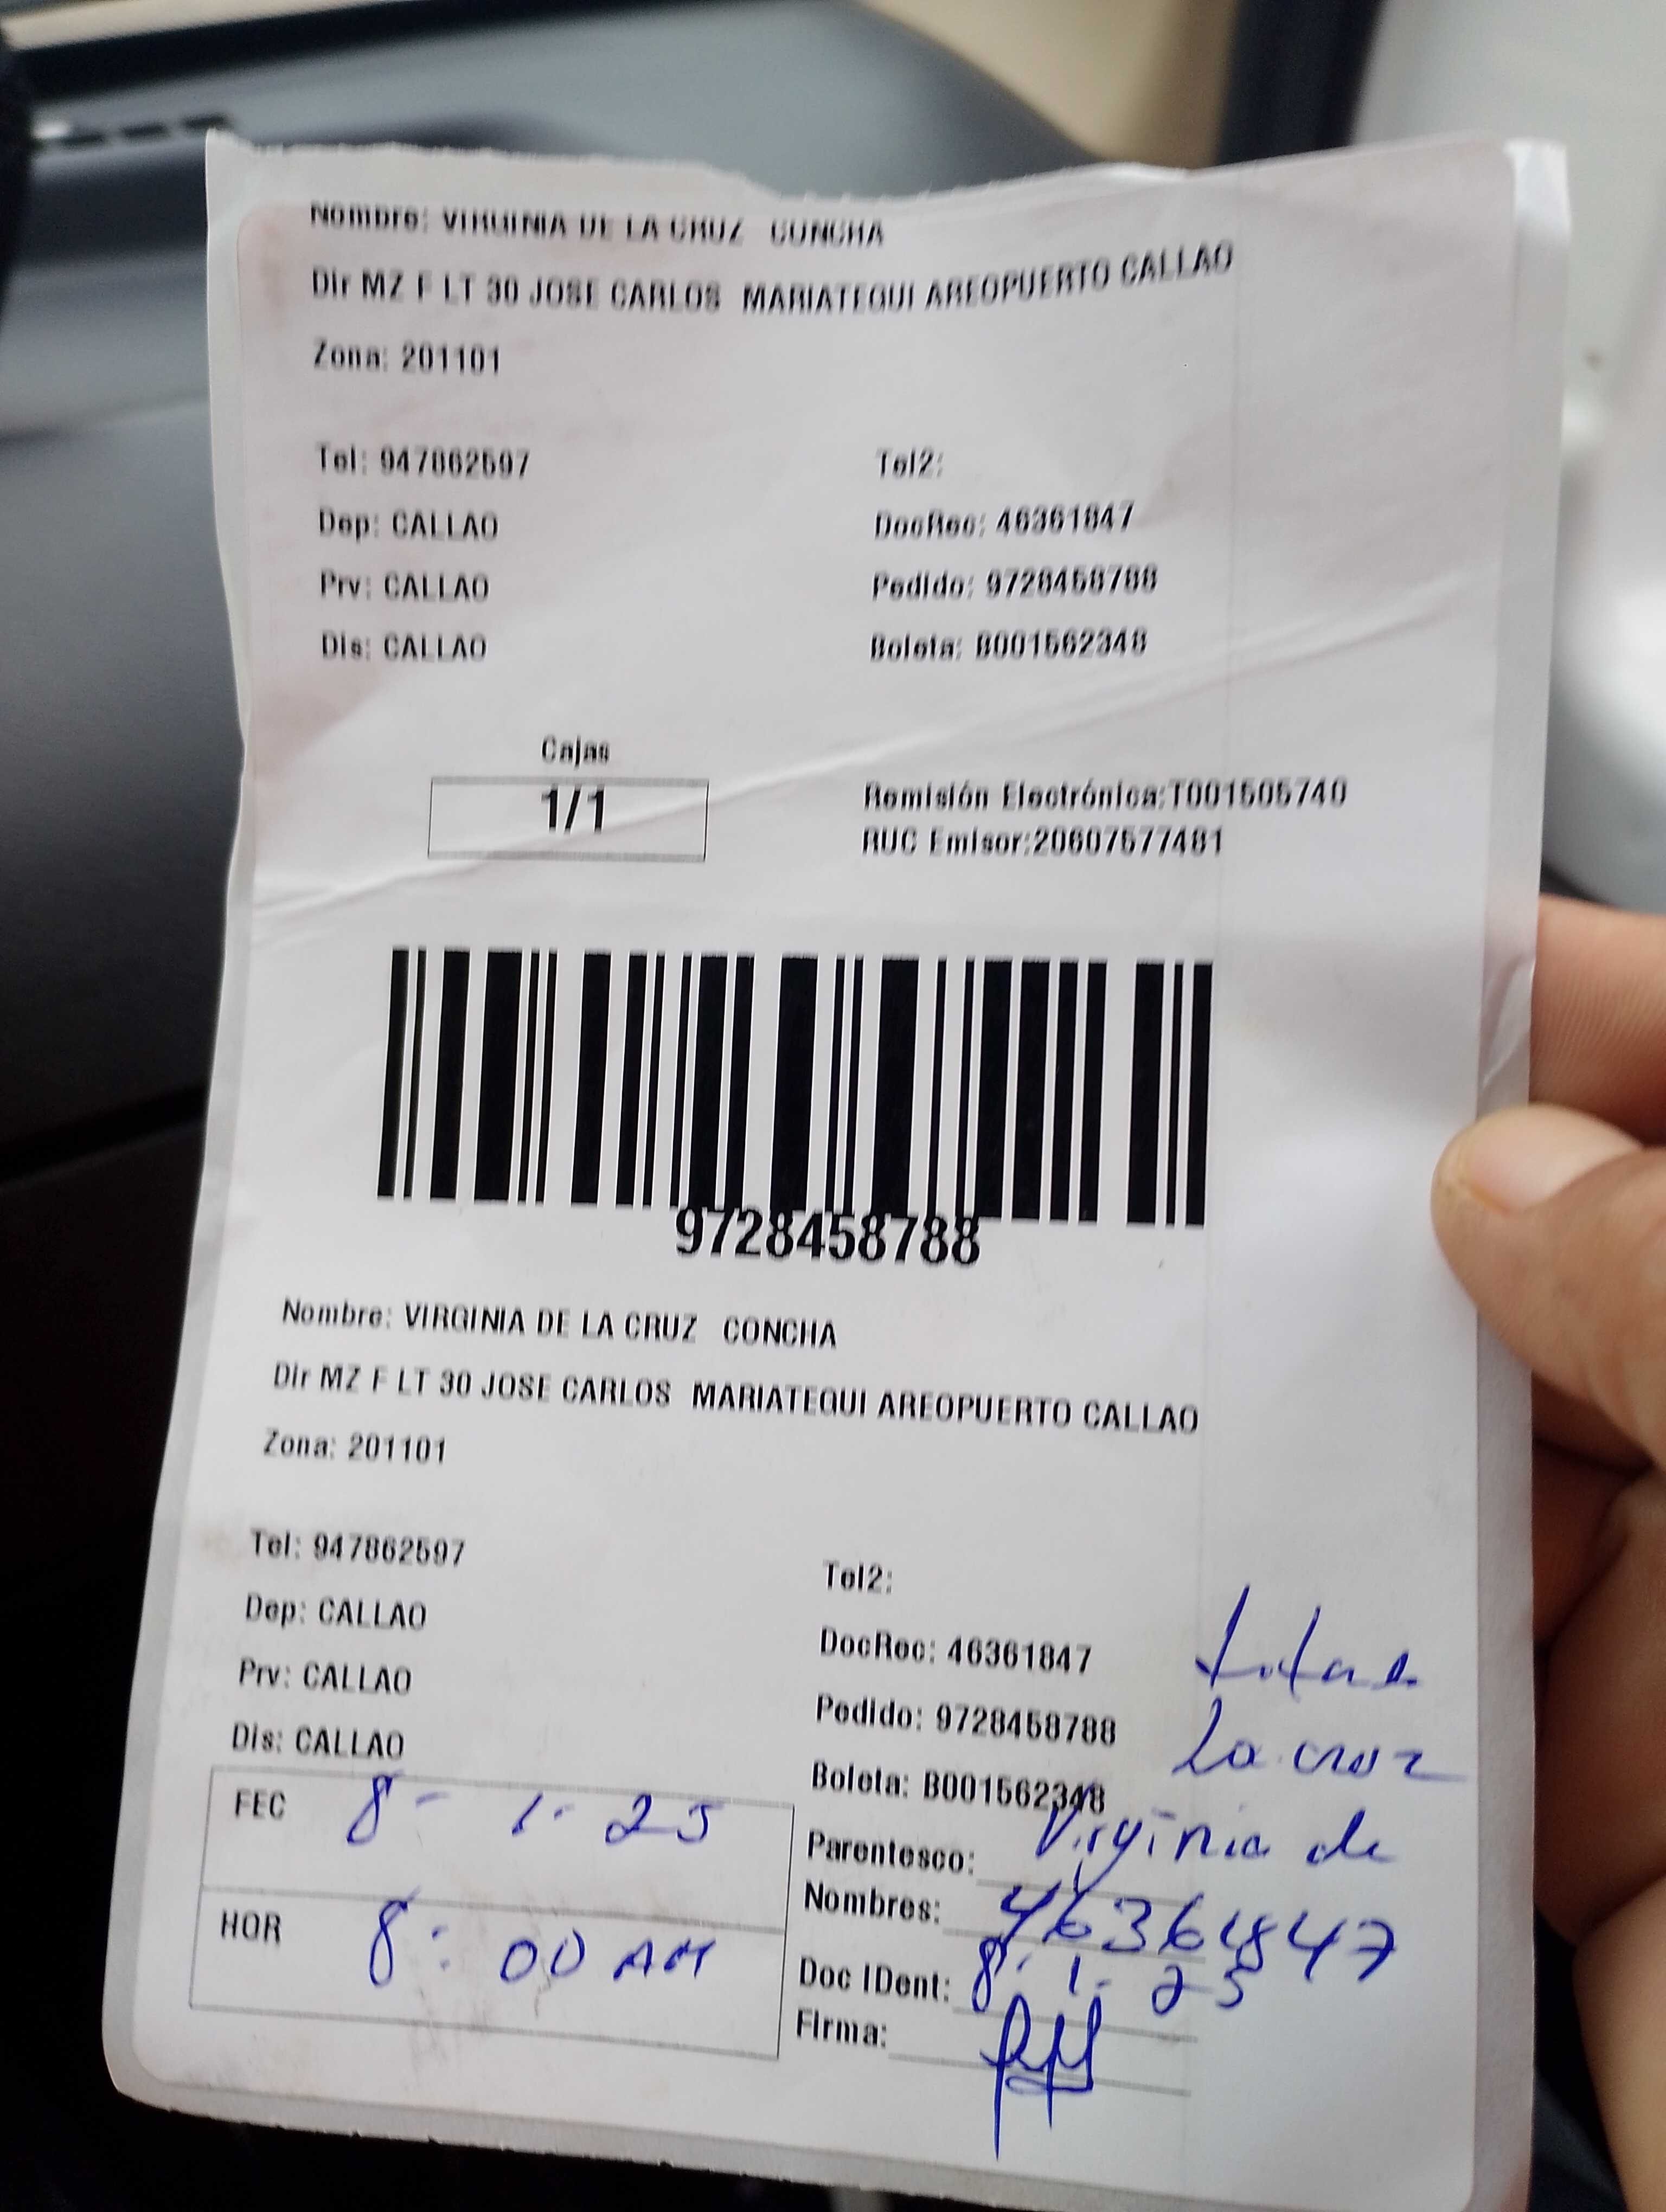 Nombre: VIRGINIA DE LA CRUZ CONCHA
Dir MZ F LT 30 JOSE CARLOS MARIATEGUI AREOPUERTO CALLAO
Zona: 201101
Tel: 947862597
Tel2:
Dep: CALLAO
DocRec: 46361847
Prv: CALLAO
Pedido: 9728458788
Dis: CALLAO
Boleta: B001562348
Cajas
1/1
Remisión Electrónica:T001505740
RUC Emisor:20607577481
9728458788
Nombre: VIRGINIA DE LA CRUZ CONCHA
Dir MZ F LT 30 JOSE CARLOS MARIATEGUI AREOPUERTO CALLAO
Zona: 201101
Tel: 947862597
Tel2:
Dep: CALLAO
DocRec: 46361847
Prv: CALLAO
Pedido: 9728458788
La cruz
Dis: CALLAO
Boleta: B001562348
FEC 8- 1- 25
Parentesco: Virginia de
Nombres: 46361847
HOR 8: 00 AM
Doc IDent: 8- 1- 25
Firma: